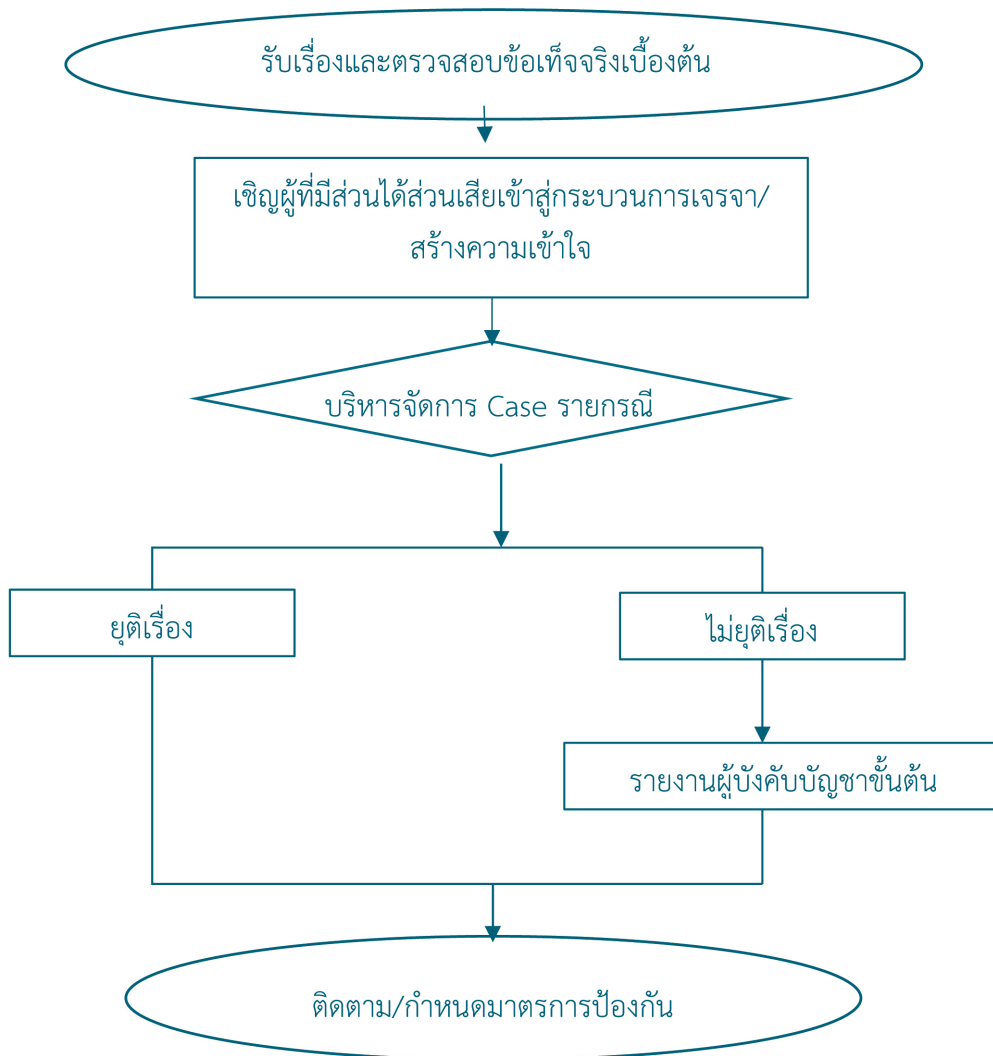 รับเรื่องและตรวจสอบข้อเท็จจริงเบื้องต้น
เชิญผู้ที่มีส่วนได้ส่วนเสียเข้าสู่กระบวนการเจรจา/
สร้างความเข้าใจ
บริหารจัดการ Case รายกรณี
ยุติเรื่อง
ไม่ยุติเรื่อง
รายงานผู้บังคับบัญชาขั้นต้น
ติดตาม/กำหนดมาตรการป้องกัน